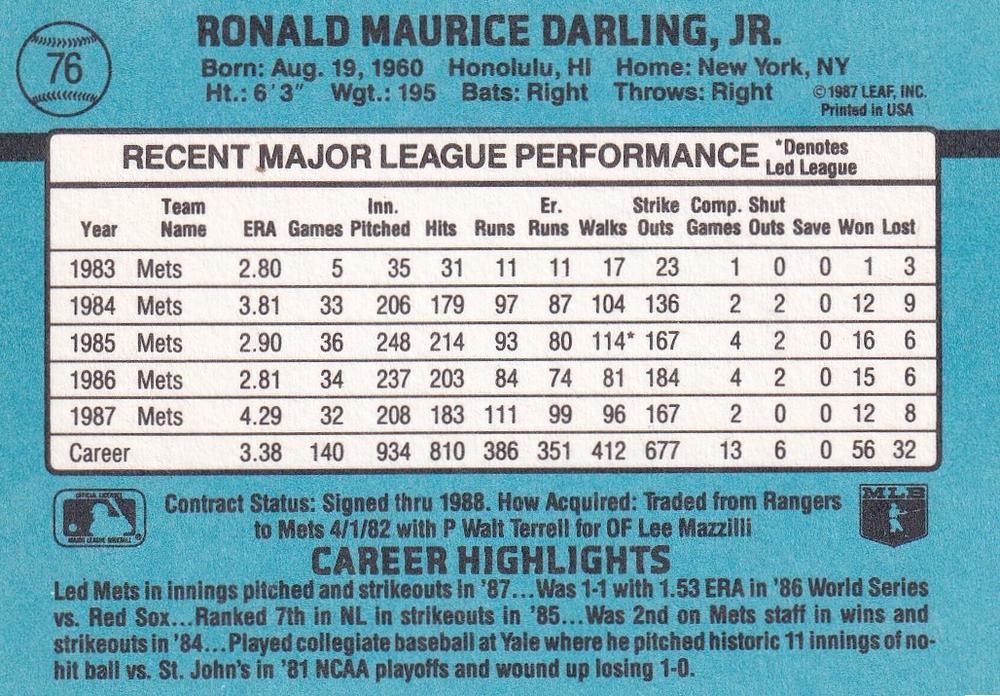 76
RONALD MAURICE DARLING, JR.
Born: Aug. 19, 1960 Honolulu, HI Home: New York, NY
Ht.: 6'3" Wgt.: 195 Bats: Right Throws: Right
©1987 LEAF, INC.
Printed in USA
RECENT MAJOR LEAGUE PERFORMANCE *Denotes Led League
Year Team Name ERA Games Inn. Pitched Hits Runs Er. Runs Walks Strike Outs Comp. Games Shut Outs Save Won Lost
1983 Mets 2.80 5 35 31 11 11 17 23 1 0 0 1 3
1984 Mets 3.81 33 206 179 97 87 104 136 2 2 0 12 9
1985 Mets 2.90 36 248 214 93 80 114* 167 4 2 0 16 6
1986 Mets 2.81 34 237 203 84 74 81 184 4 2 0 15 6
1987 Mets 4.29 32 208 183 111 99 96 167 2 0 0 12 8
Career 3.38 140 934 810 386 351 412 677 13 6 0 56 32
OFFICIAL LICENSEE
MAJOR LEAGUE BASEBALL
Contract Status: Signed thru 1988. How Acquired: Traded from Rangers
to Mets 4/1/82 with P Walt Terrell for OF Lee Mazzilli
MLB
CAREER HIGHLIGHTS
Led Mets in innings pitched and strikeouts in '87...Was 1-1 with 1.53 ERA in '86 World Series
vs. Red Sox...Ranked 7th in NL in strikeouts in '85...Was 2nd on Mets staff in wins and
strikeouts in '84...Played collegiate baseball at Yale where he pitched historic 11 innings of no-
hit ball vs. St. John's in '81 NCAA playoffs and wound up losing 1-0.